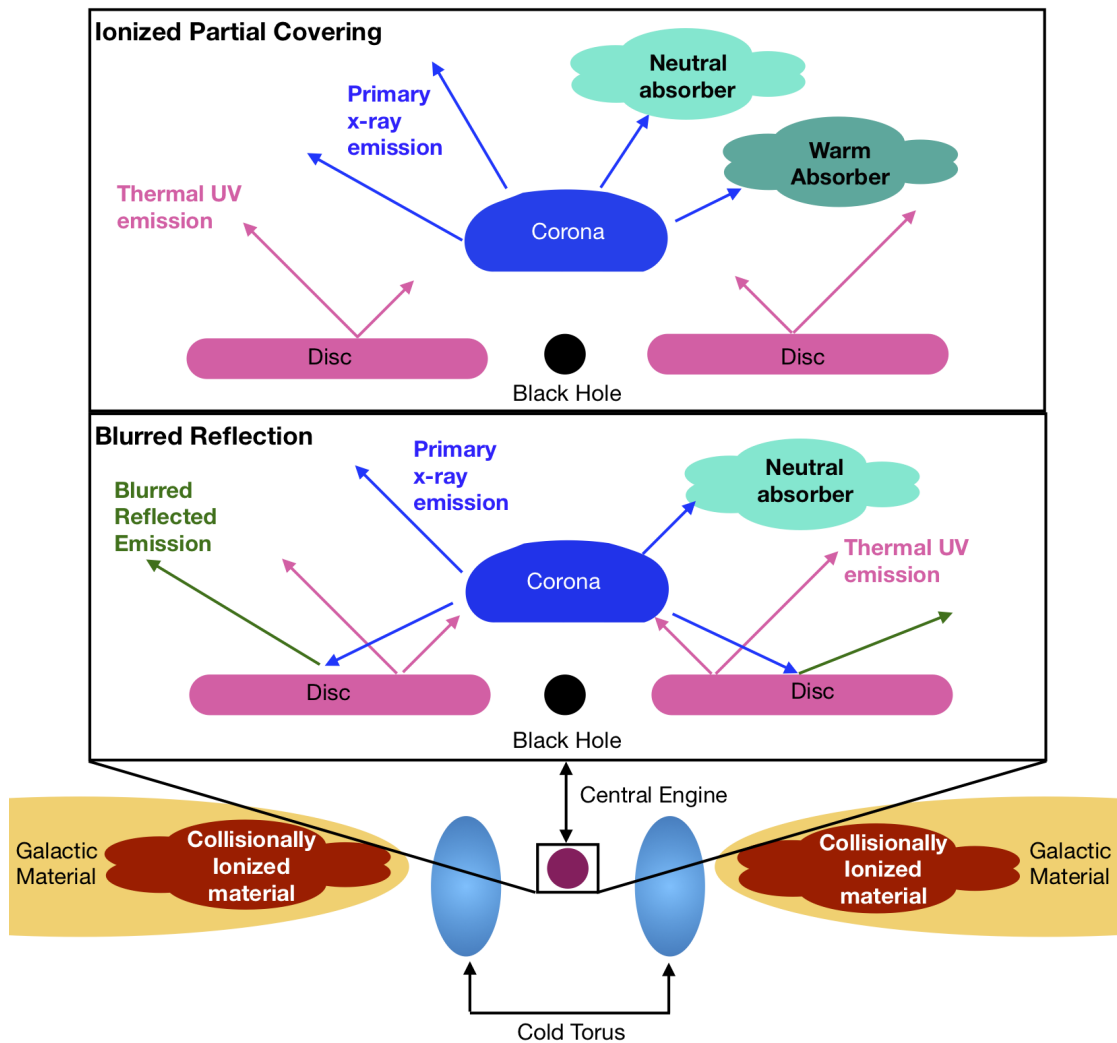 Ionized Partial Covering
Neutral
absorber
Primary
x-ray
emission
Warm
Absorber
Thermal UV
emission
Corona
Disc
Disc
Black Hole
Blurred Reflection
Primary
x-ray
emission
Neutral
absorber
Blurred
Reflected
Emission
Thermal UV
emission
Corona
Disc
Disc
Black Hole
Central Engine
Galactic
Material
Collisionally
Ionized
material
Collisionally
Ionized
material
Galactic
Material
Cold Torus